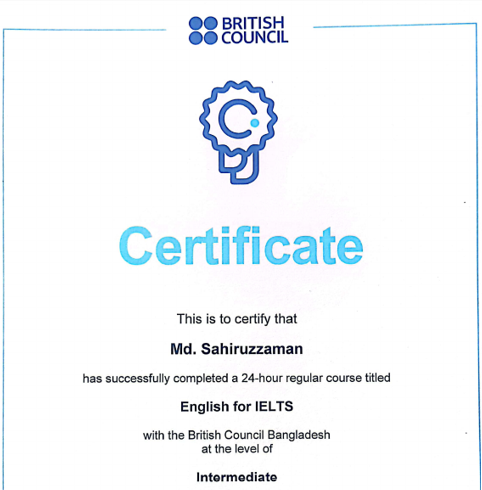 BRITISH
COUNCIL
Certificate
This is to certify that
Md. Sahiruzzaman
has successfully completed a 24-hour regular course titled
English for IELTS
with the British Council Bangladesh
at the level of
Intermediate